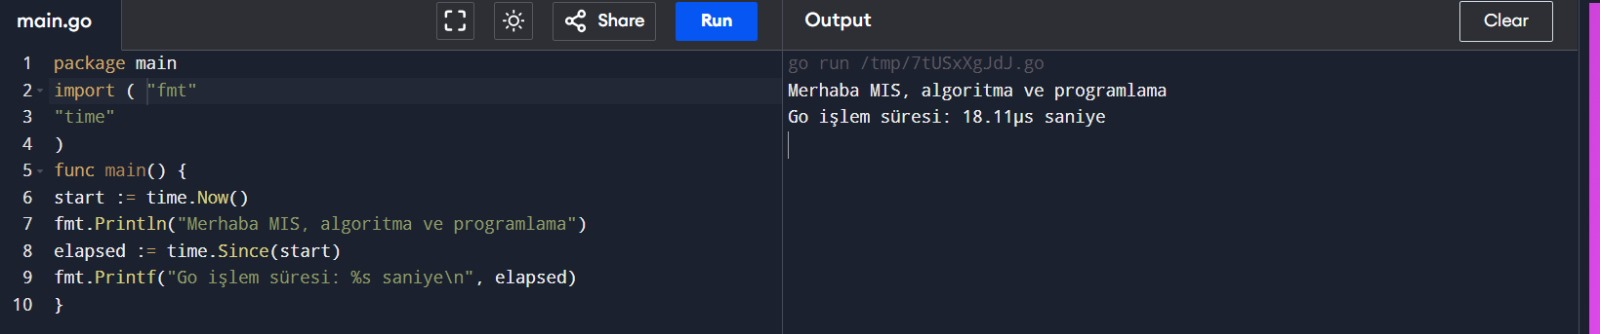 main.go
Share
Run
Output
Clear
1 package main
2 import ( "fmt"
3 "time"
4 )
5 func main() {
6 start := time.Now()
7 fmt.Println("Merhaba MIS, algoritma ve programlama")
8 elapsed := time.Since(start)
9 fmt.Printf("Go işlem süresi: %s saniye\n", elapsed)
10 }
go run /tmp/7tUSxXgJdJ.go
Merhaba MIS, algoritma ve programlama
Go işlem süresi: 18.11µs saniye